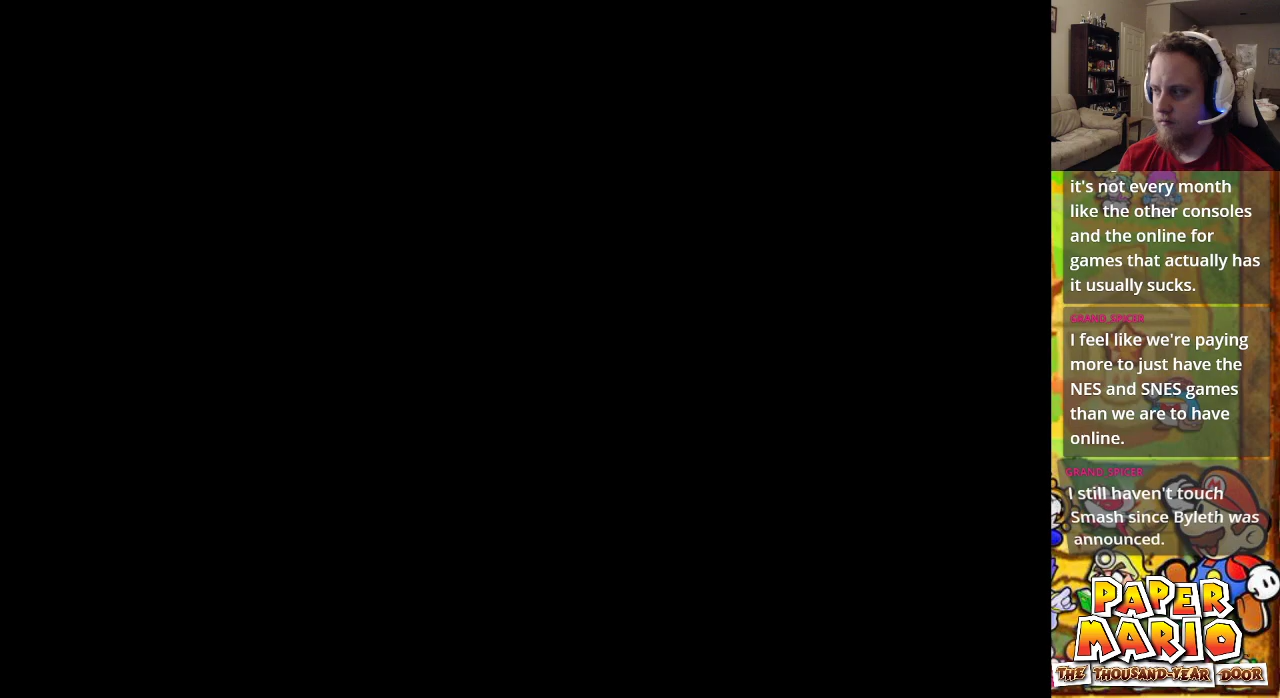 it's not every month
like the other consoles
and the online for
games that actually has
it usually sucks.
GRAND_SPICER
I feel like we're paying
more to just have the
NES and SNES games
than we are to have
online.
GRAND_SPICER
I still haven't touch
Smash since Byleth was
announced.
PAPER
MARIO
THE THOUSAND-YEAR DOOR